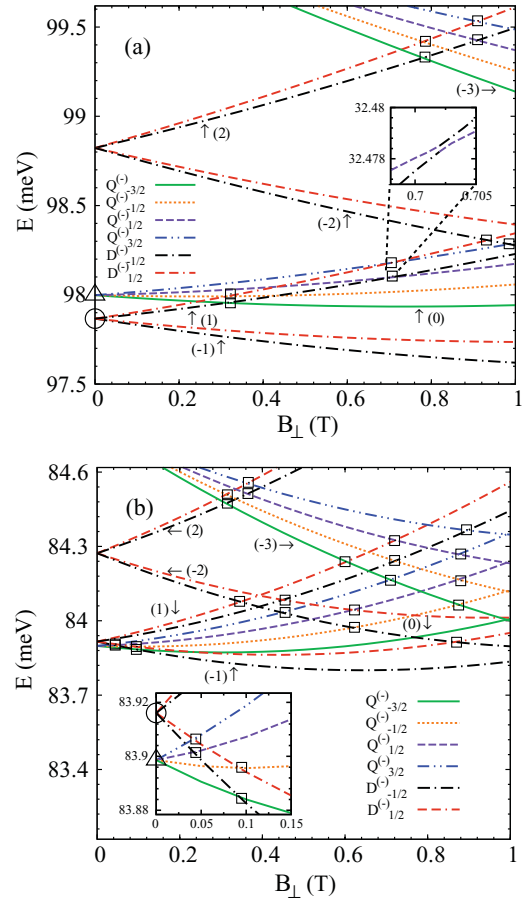 99.5
(a)
(-3)→
99
↑(2)
32.48
32.478
0.7
0.705
E (meV)
98.5
Q(-)-3/2
Q(-)-1/2
Q(-)1/2
Q(-)3/2
D(-)-1/2
D(-)1/2
(-2)↑
98
↑(1)
↑(0)
(-1)↑
97.5
0 0.2 0.4 0.6 0.8 1
B⊥ (T)
84.6
(b)
←(2)
(-3)→
84.3
←(-2)
(1)↓
(0)↓
84
E (meV)
(-1)↑
83.7
83.92
83.9
83.88
0 0.05 0.1 0.15
Q(-)-3/2
Q(-)-1/2
Q(-)1/2
Q(-)3/2
D(-)-1/2
D(-)1/2
83.4
0 0.2 0.4 0.6 0.8 1
B⊥ (T)